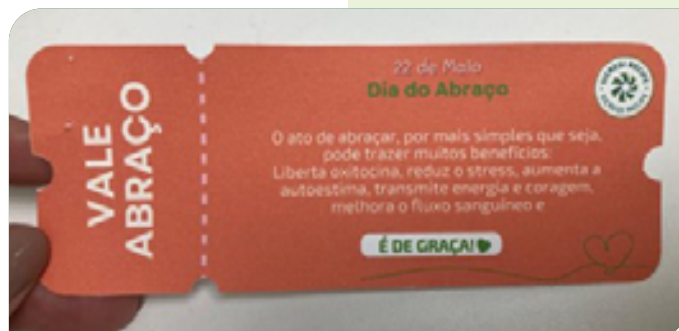 VALE
ABRAÇO
22 de Maio
Dia do Abraço
O ato de abraçar, por mais simples que seja,
pode trazer muitos benefícios:
Liberta oxitocina, reduz o stress, aumenta a
autoestima, transmite energia e coragem,
melhora o fluxo sanguíneo e
É DE GRAÇA!